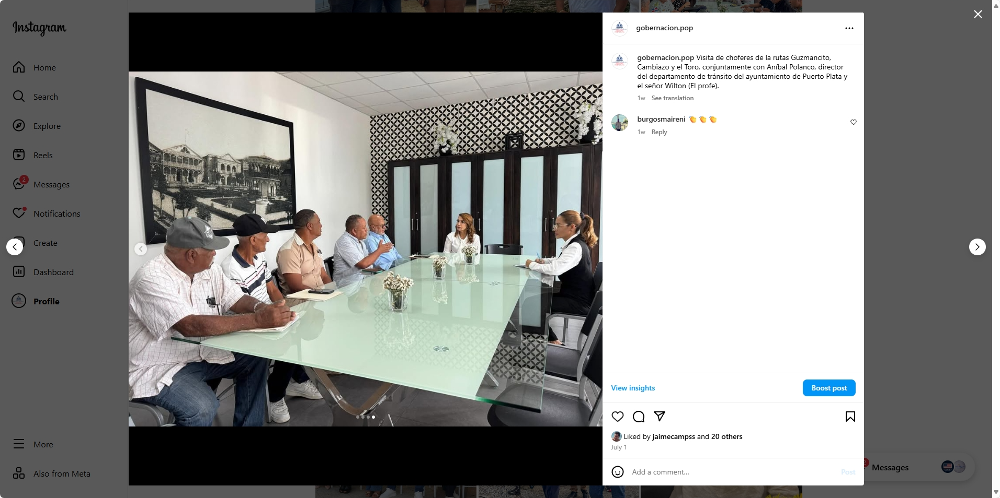 Instagram
Home
Search
Explore
Reels
2
Messages
Notifications
Create
Dashboard
Profile
More
Also from Meta
gobernacion.pop
gobernacion.pop Visita de choferes de la rutas Guzmancito,
Cambiazo y el Toro, conjuntamente con Aníbal Polanco, director
del departamento de tránsito del ayuntamiento de Puerto Plata y
el señor Wilton (El profe).
1w See translation
burgosmaireni 👏👏👏
1w Reply
View insights
Boost post
Liked by jaimecampss and 20 others
July 1
Add a comment...
Post
2
Messages